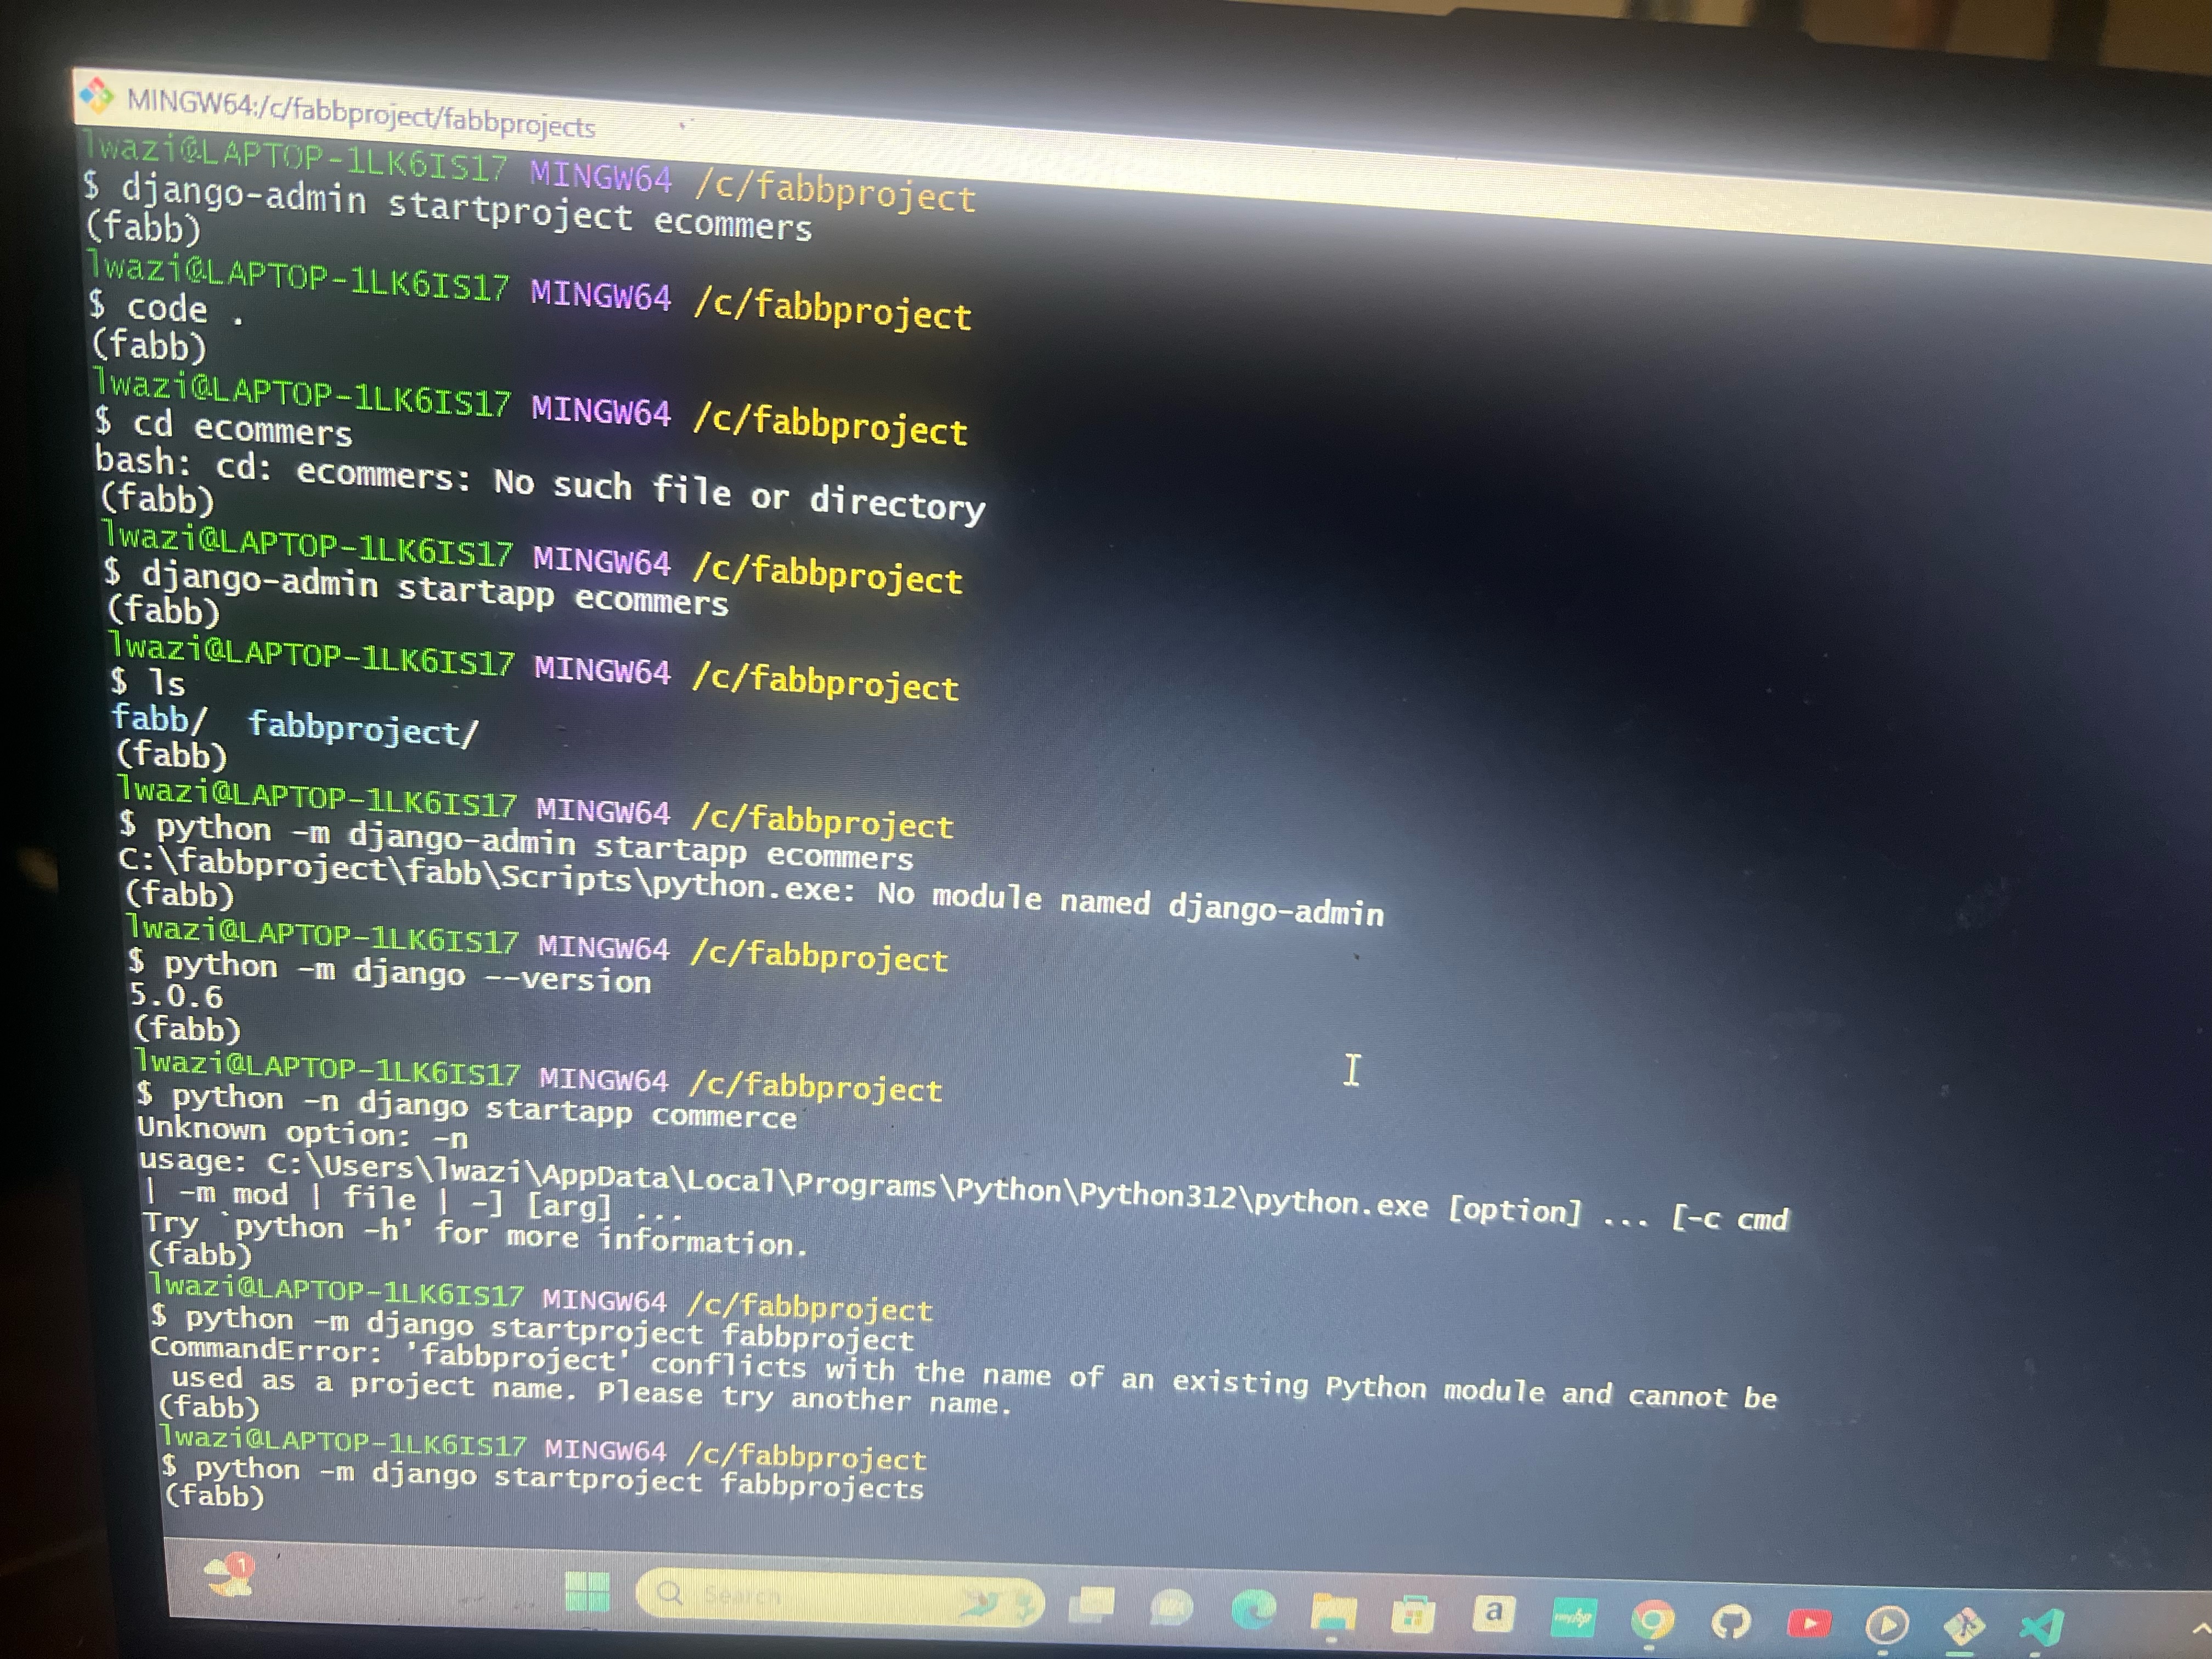 MINGW64:/c/fabbproject/fabbprojects
lwazi@LAPTOP-1LK6IS17 MINGW64 /c/fabbproject
$ django-admin startproject ecommers
(fabb)
lwazi@LAPTOP-1LK6IS17 MINGW64 /c/fabbproject
$ code .
(fabb)
lwazi@LAPTOP-1LK6IS17 MINGW64 /c/fabbproject
$ cd ecommers
bash: cd: ecommers: No such file or directory
(fabb)
lwazi@LAPTOP-1LK6IS17 MINGW64 /c/fabbproject
$ django-admin startapp ecommers
(fabb)
lwazi@LAPTOP-1LK6IS17 MINGW64 /c/fabbproject
$ ls
fabb/ fabbproject/
(fabb)
lwazi@LAPTOP-1LK6IS17 MINGW64 /c/fabbproject
$ python -m django-admin startapp ecommers
C:\fabbproject\fabb\Scripts\python.exe: No module named django-admin
(fabb)
lwazi@LAPTOP-1LK6IS17 MINGW64 /c/fabbproject
$ python -m django --version
5.0.6
(fabb)
lwazi@LAPTOP-1LK6IS17 MINGW64 /c/fabbproject
$ python -n django startapp commerce
Unknown option: -n
usage: C:\Users\lwazi\AppData\Local\Programs\Python\Python312\python.exe [option] ... [-c cmd
| -m mod | file | -] [arg] ...
Try `python -h' for more information.
(fabb)
lwazi@LAPTOP-1LK6IS17 MINGW64 /c/fabbproject
$ python -m django startproject fabbproject
CommandError: 'fabbproject' conflicts with the name of an existing Python module and cannot be
used as a project name. Please try another name.
(fabb)
lwazi@LAPTOP-1LK6IS17 MINGW64 /c/fabbproject
$ python -m django startproject fabbprojects
(fabb)
1
Search
a